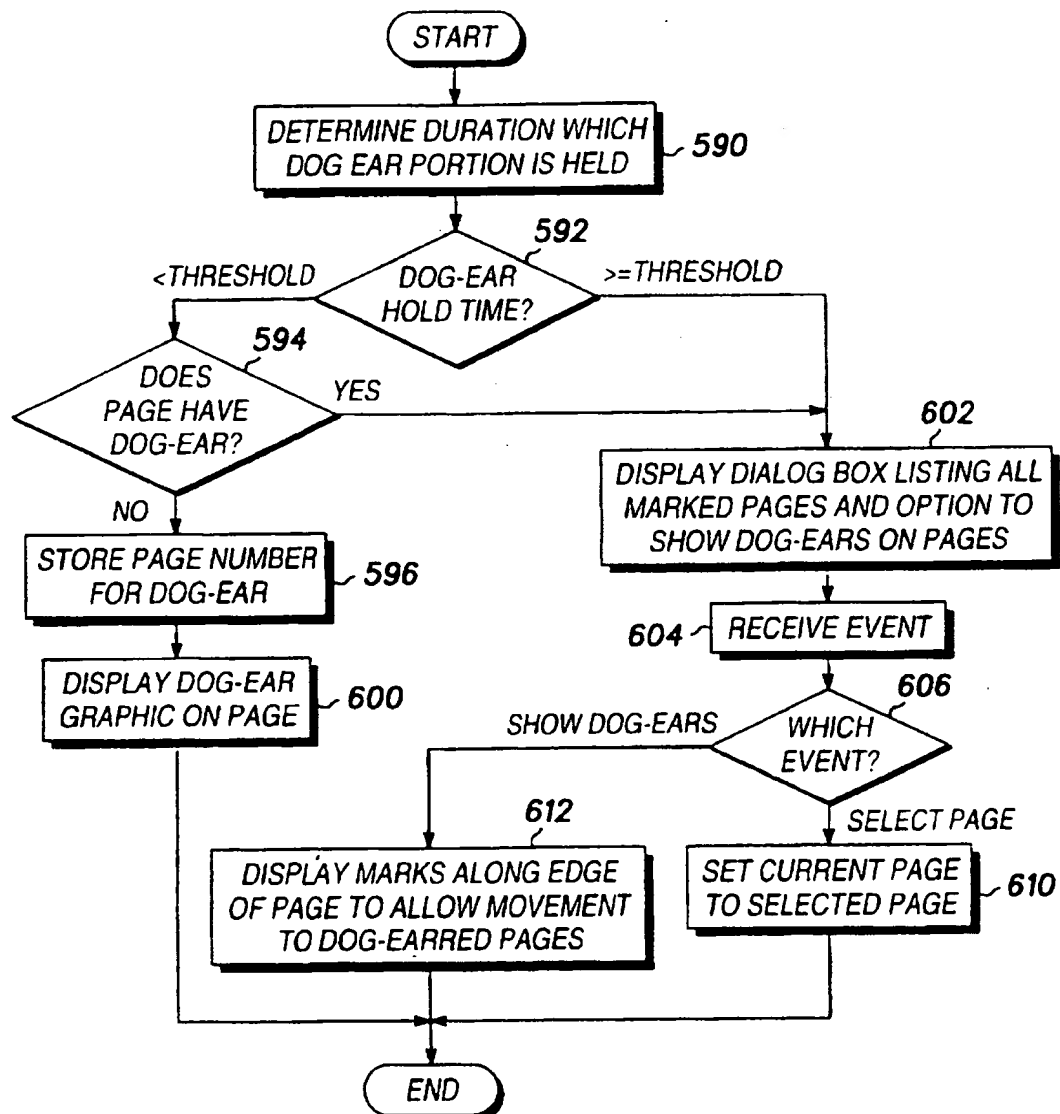 START
DETERMINE DURATION WHICH
DOG EAR PORTION IS HELD
590
592
<THRESHOLD
DOG-EAR
HOLD TIME?
>=THRESHOLD
594
DOES
PAGE HAVE
DOG-EAR?
YES
NO
602
DISPLAY DIALOG BOX LISTING ALL
MARKED PAGES AND OPTION TO
SHOW DOG-EARS ON PAGES
STORE PAGE NUMBER
FOR DOG-EAR
596
604
RECEIVE EVENT
DISPLAY DOG-EAR
GRAPHIC ON PAGE
600
606
SHOW DOG-EARS
WHICH
EVENT?
SELECT PAGE
612
DISPLAY MARKS ALONG EDGE
OF PAGE TO ALLOW MOVEMENT
TO DOG-EARRED PAGES
SET CURRENT PAGE
TO SELECTED PAGE
610
END